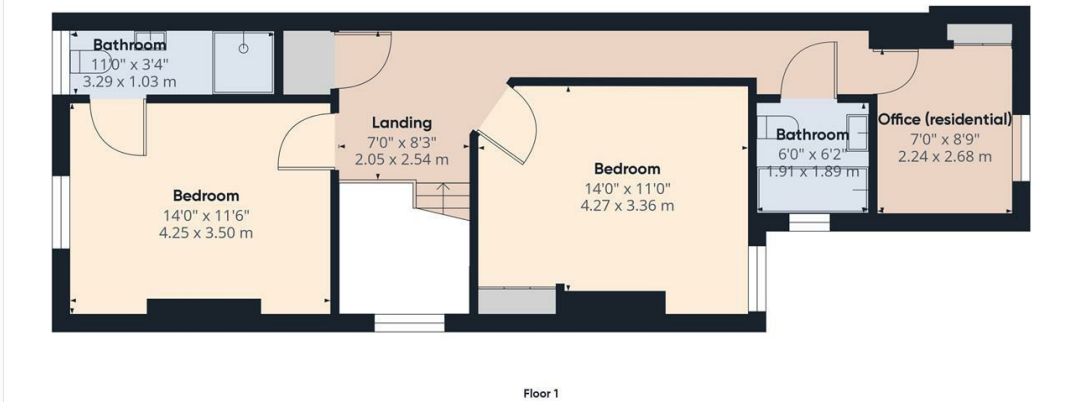 Bathroom
11'0" x 3'4"
3.29 x 1.03 m
Landing
7'0" x 8'3"
2.05 x 2.54 m
Bathroom
6'0" x 6'2"
1.91 x 1.89 m
Office (residential)
7'0" x 8'9"
2.24 x 2.68 m
Bedroom
14'0" x 11'6"
4.25 x 3.50 m
Bedroom
14'0" x 11'0"
4.27 x 3.36 m
Floor 1